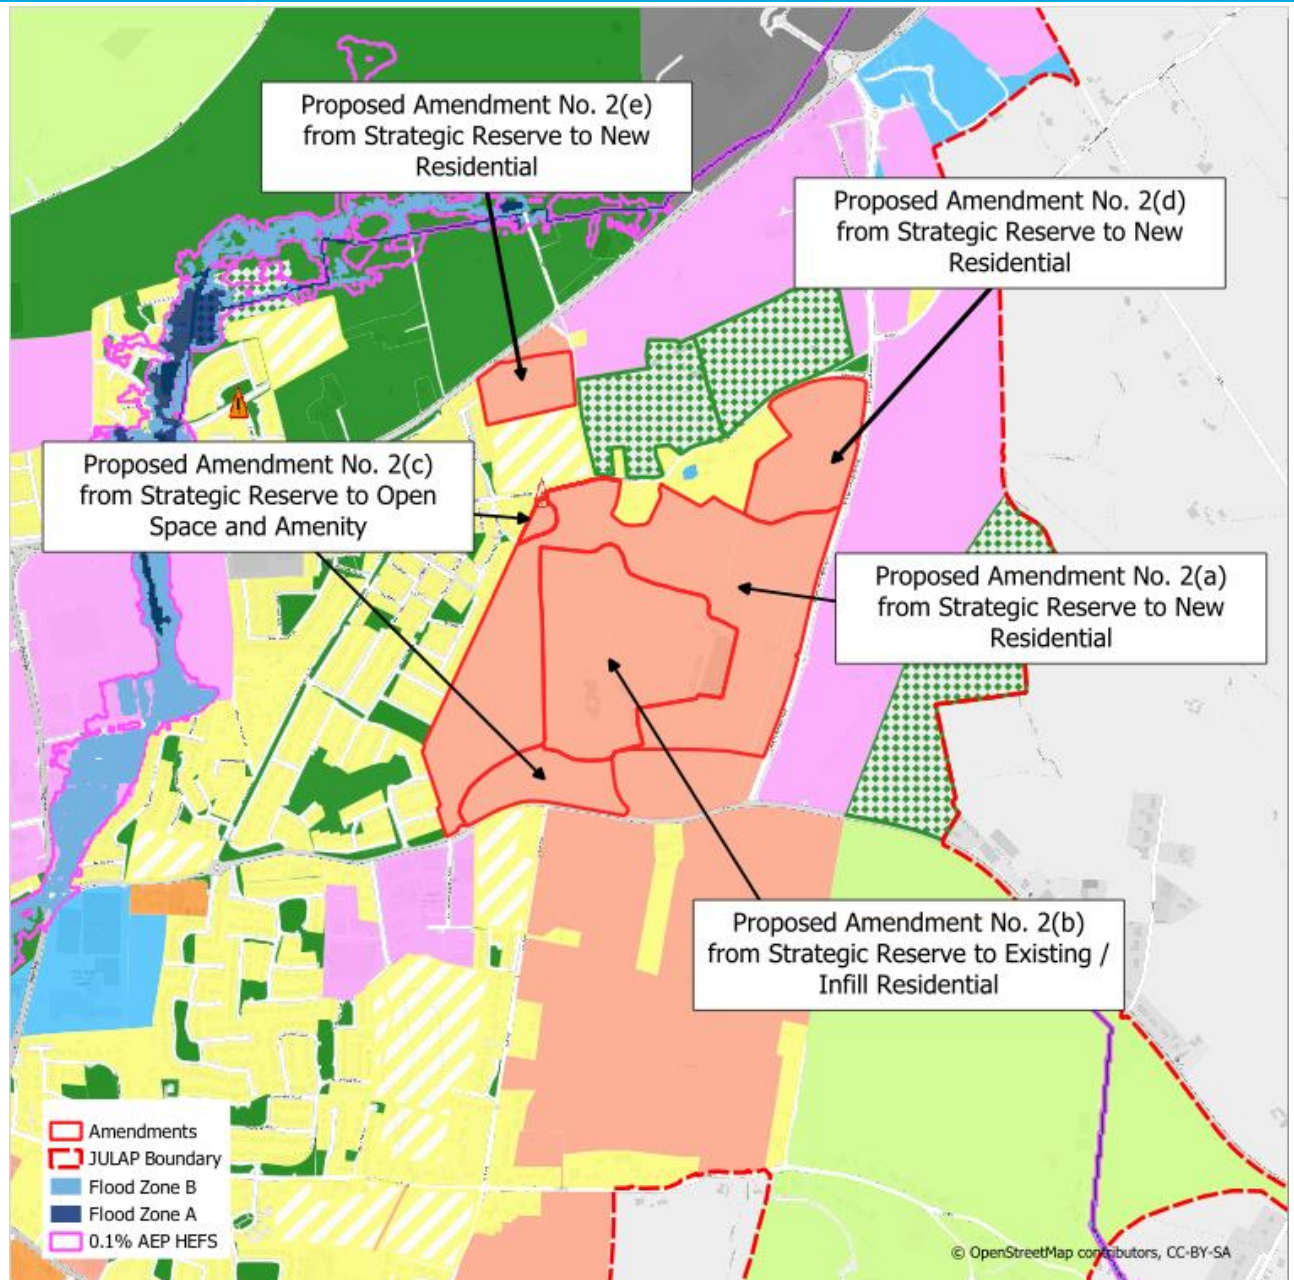 Proposed Amendment No. 2(e)
from Strategic Reserve to New
Residential
Proposed Amendment No. 2(d)
from Strategic Reserve to New
Residential
Proposed Amendment No. 2(c)
from Strategic Reserve to Open
Space and Amenity
Proposed Amendment No. 2(a)
from Strategic Reserve to New
Residential
Proposed Amendment No. 2(b)
from Strategic Reserve to Existing /
Infill Residential
Amendments
JULAP Boundary
Flood Zone B
Flood Zone A
0.1% AEP HEFS
© OpenStreetMap contributors, CC-BY-SA